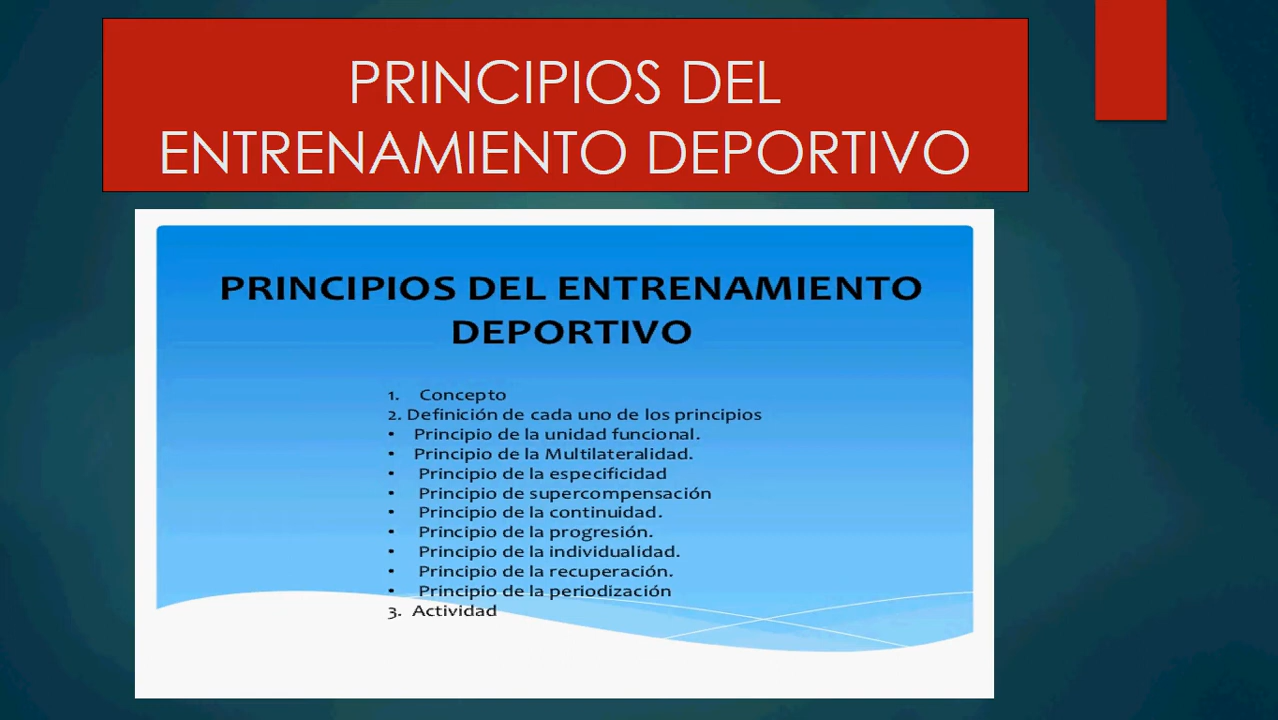 PRINCIPIOS DEL
ENTRENAMIENTO DEPORTIVO
PRINCIPIOS DEL ENTRENAMIENTO
DEPORTIVO
1. Concepto
2. Definición de cada uno de los principios
• Principio de la unidad funcional.
• Principio de la Multilateralidad.
• Principio de la especificidad
• Principio de supercompensación
• Principio de la continuidad.
• Principio de la progresión.
• Principio de la individualidad.
• Principio de la recuperación.
• Principio de la periodización
3. Actividad